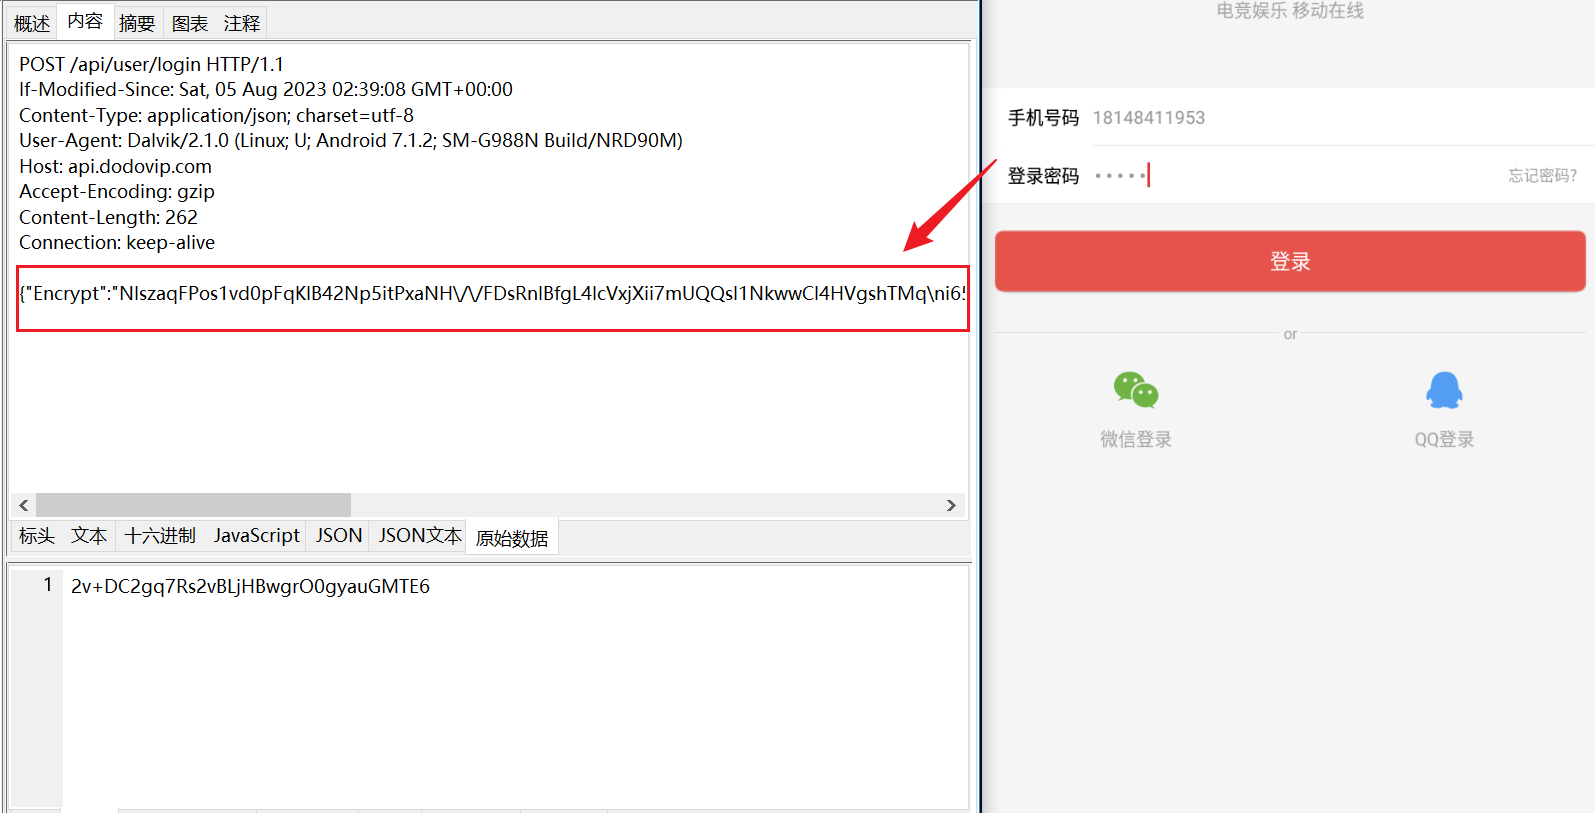 概述 内容 摘要 图表 注释
POST /api/user/login HTTP/1.1
If-Modified-Since: Sat, 05 Aug 2023 02:39:08 GMT+00:00
Content-Type: application/json; charset=utf-8
User-Agent: Dalvik/2.1.0 (Linux; U; Android 7.1.2; SM-G988N Build/NRD90M)
Host: api.dodovip.com
Accept-Encoding: gzip
Content-Length: 262
Connection: keep-alive
{"Encrypt":"NIszaqFPos1vd0pFqKlB42Np5itPxaNH\/\/FDsRnlBfgL4lcVxjXii7mUQQsl1NkwwCl4HVgshTMq\ni65
标头 文本 十六进制 JavaScript JSON JSON文本 原始数据
1 2v+DC2gq7Rs2vBLjHBwgrO0gyauGMTE6
电竞娱乐 移动在线
手机号码 18148411953
登录密码 •••••
忘记密码?
登录
or
微信登录
QQ登录